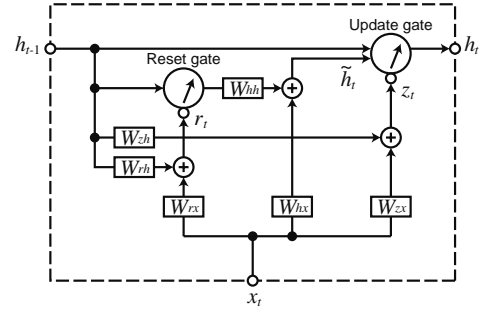 Update gate
h_{t-1}
h_t
Reset gate
W_{hh}
\tilde{h}_t
z_t
r_t
W_{zh}
+
+
W_{rh}
+
W_{rx}
W_{hx}
W_{zx}
x_t